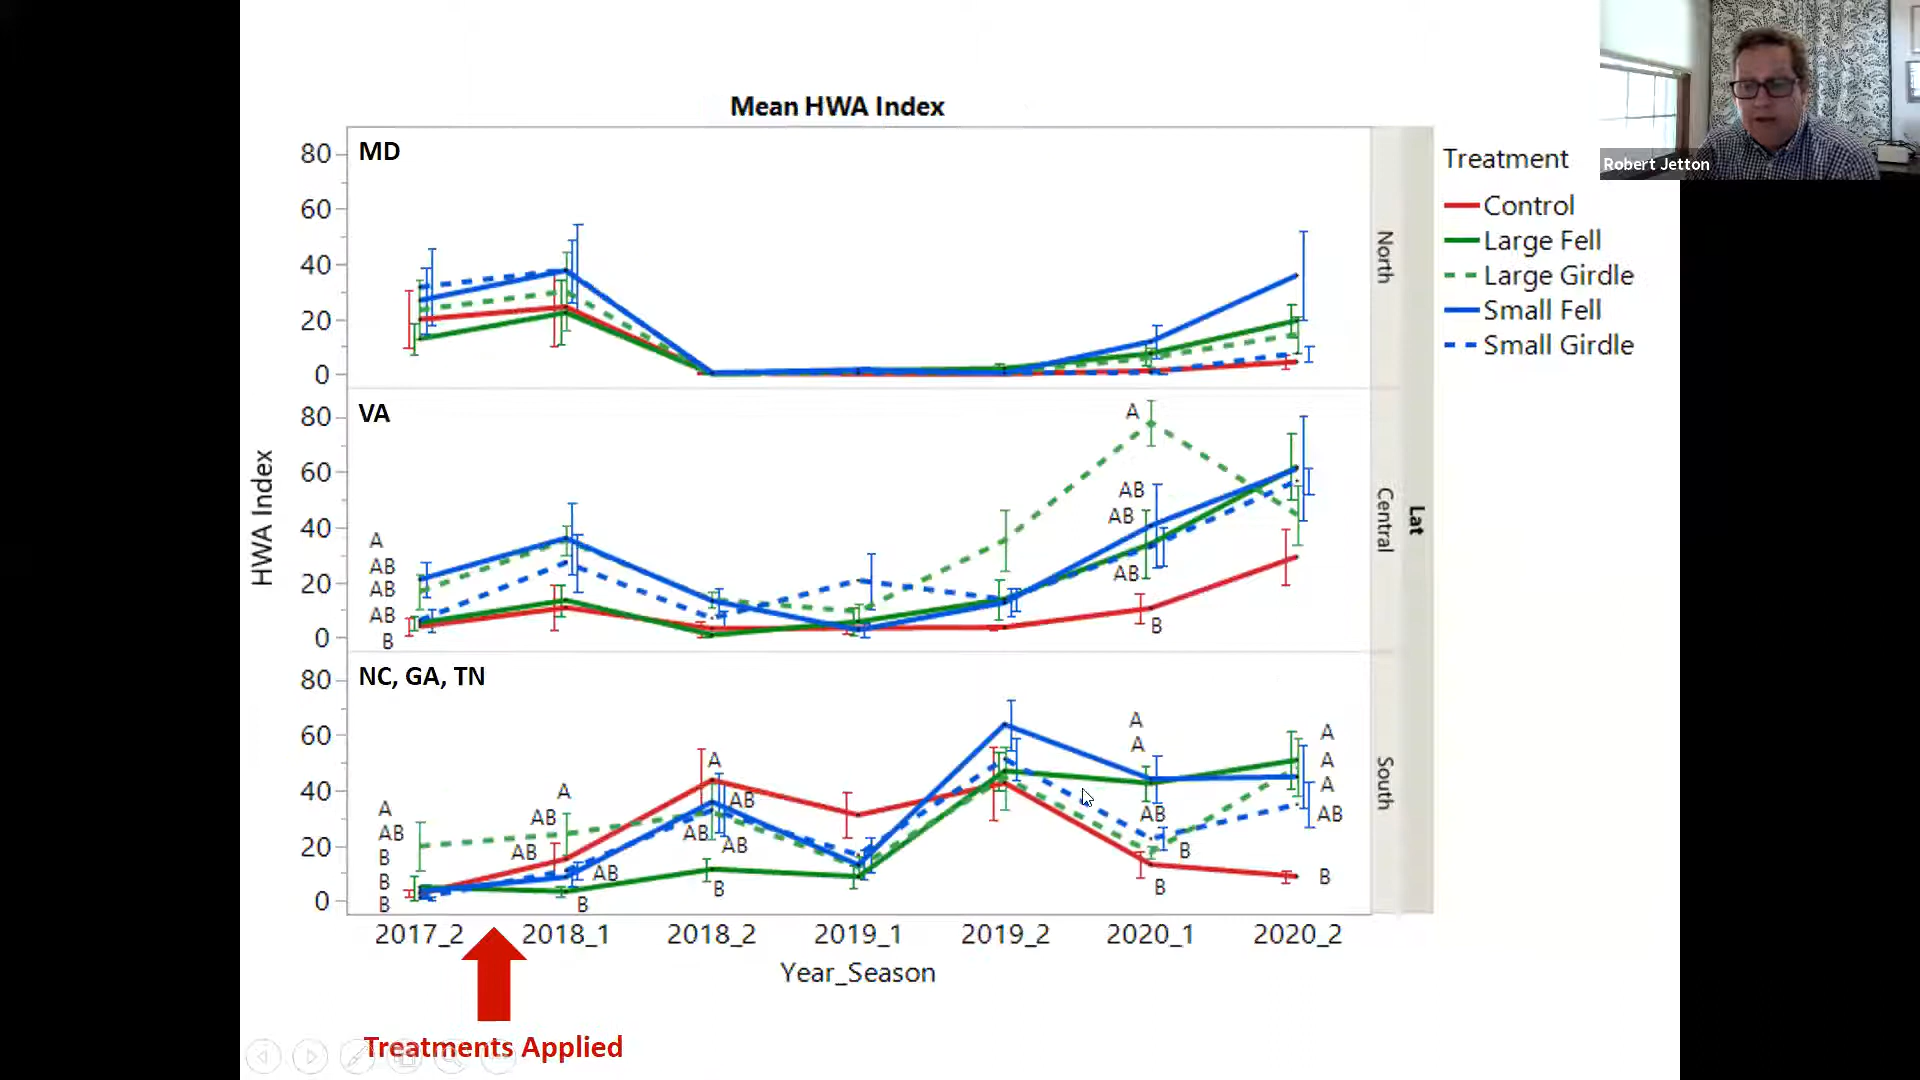 Mean HWA Index
Robert Jetton
Treatment
Control
Large Fell
Large Girdle
Small Fell
Small Girdle
HWA Index
MD
80
60
40
20
0
North
VA
80
60
40
20
0
A
AB
AB
AB
B
A
AB
AB
AB
B
Central
Lat
NC, GA, TN
80
60
40
20
0
A
AB
B
B
B
A
AB
AB
AB
B
A
AB
AB
AB
B
A
A
AB
B
B
A
A
A
AB
B
South
2017_2 2018_1 2018_2 2019_1 2019_2 2020_1 2020_2
Year_Season
Treatments Applied